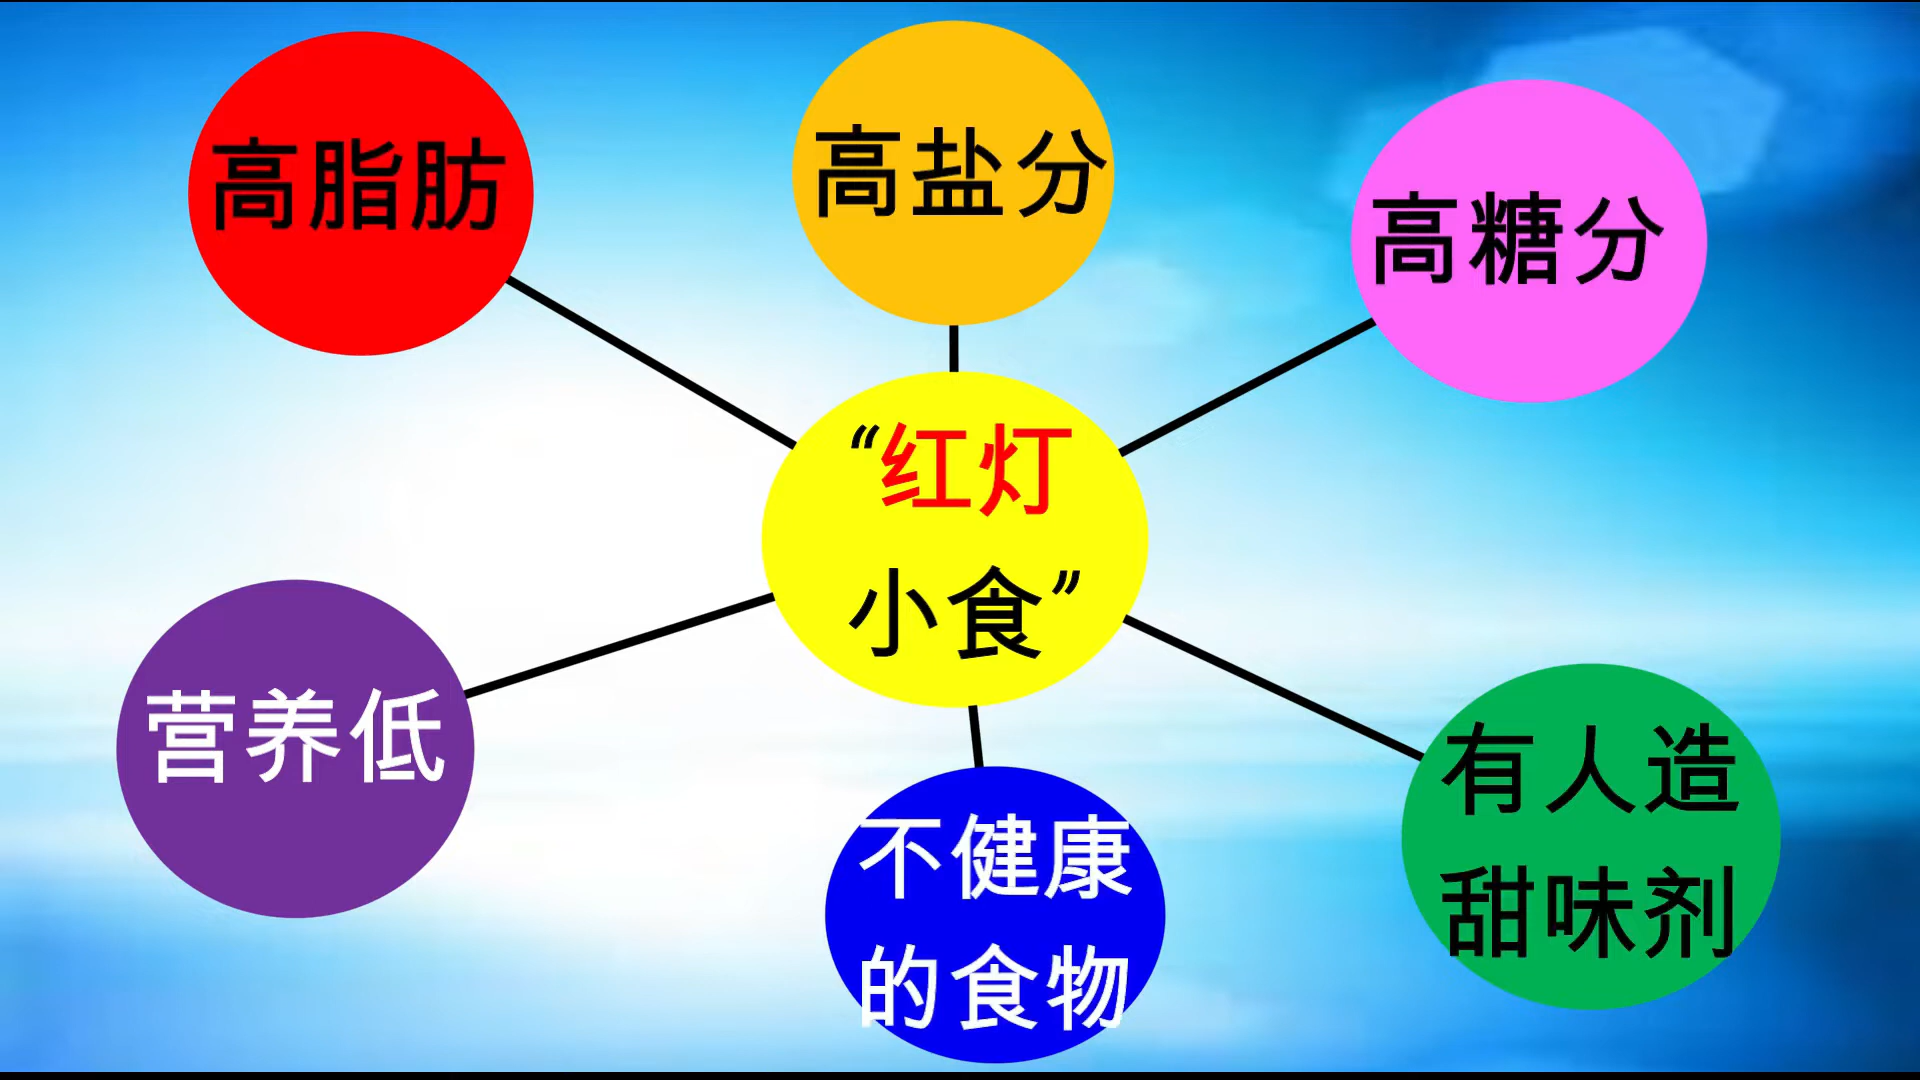 高脂肪
高盐分
高糖分
“红灯
小食”
营养低
不健康
的食物
有人造
甜味剂